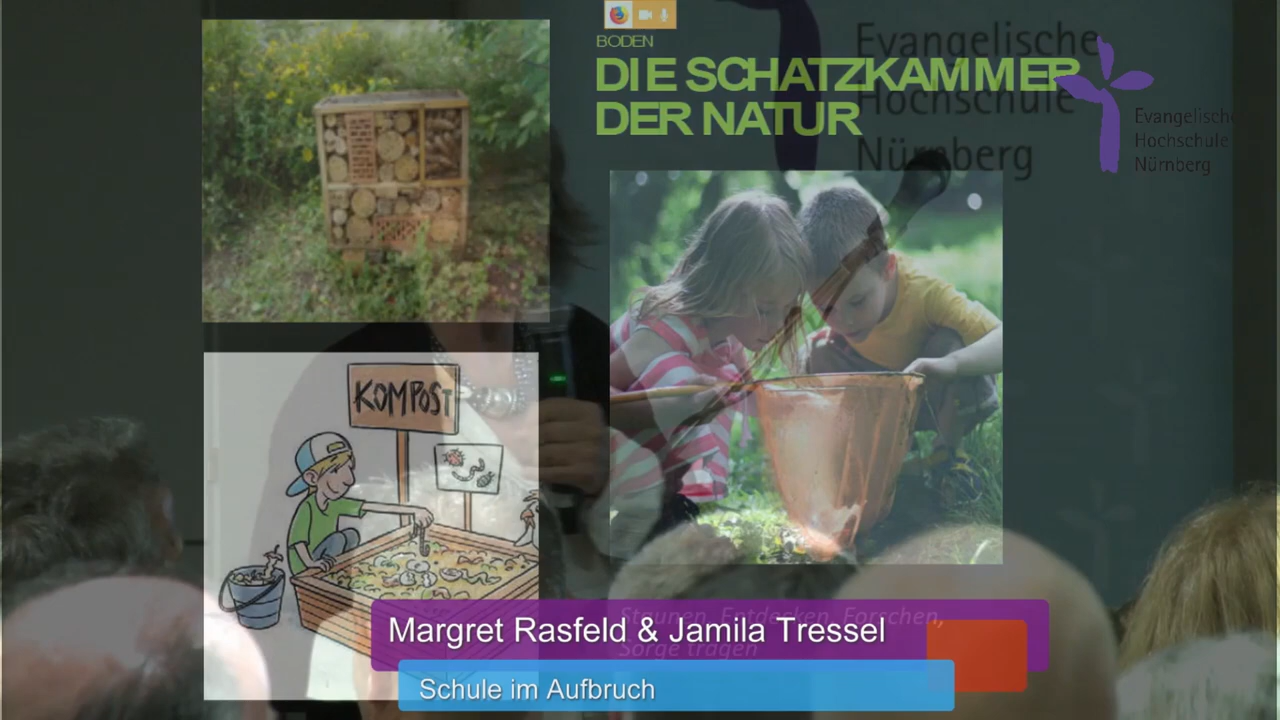 BODEN
DIE SCHATZKAMMER
DER NATUR
Evangelische
Hochschule
Nürnberg
Evangelische
Hochschule
Nürnberg
KOMPOST
Staunen, Entdecken, Forschen,
Sorge tragen
Margret Rasfeld & Jamila Tressel
Schule im Aufbruch